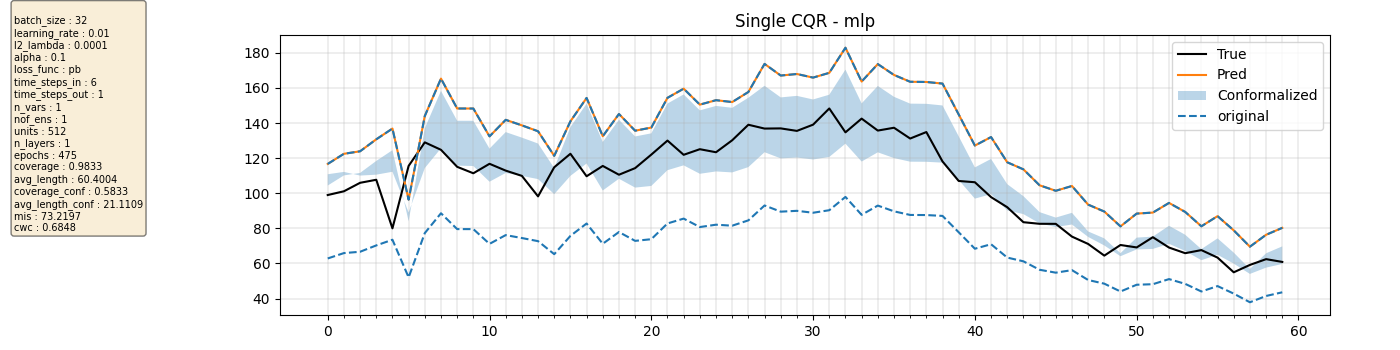 batch_size : 32
learning_rate : 0.01
l2_lambda : 0.0001
alpha : 0.1
loss_func : pb
time_steps_in : 6
time_steps_out : 1
n_vars : 1
nof_ens : 1
units : 512
n_layers : 1
epochs : 475
coverage : 0.9833
avg_length : 60.4004
coverage_conf : 0.5833
avg_length_conf : 21.1109
mis : 73.2197
cwc : 0.6848
Single CQR - mlp
180
160
140
120
100
80
60
40
True
Pred
Conformalized
original
0 10 20 30 40 50 60